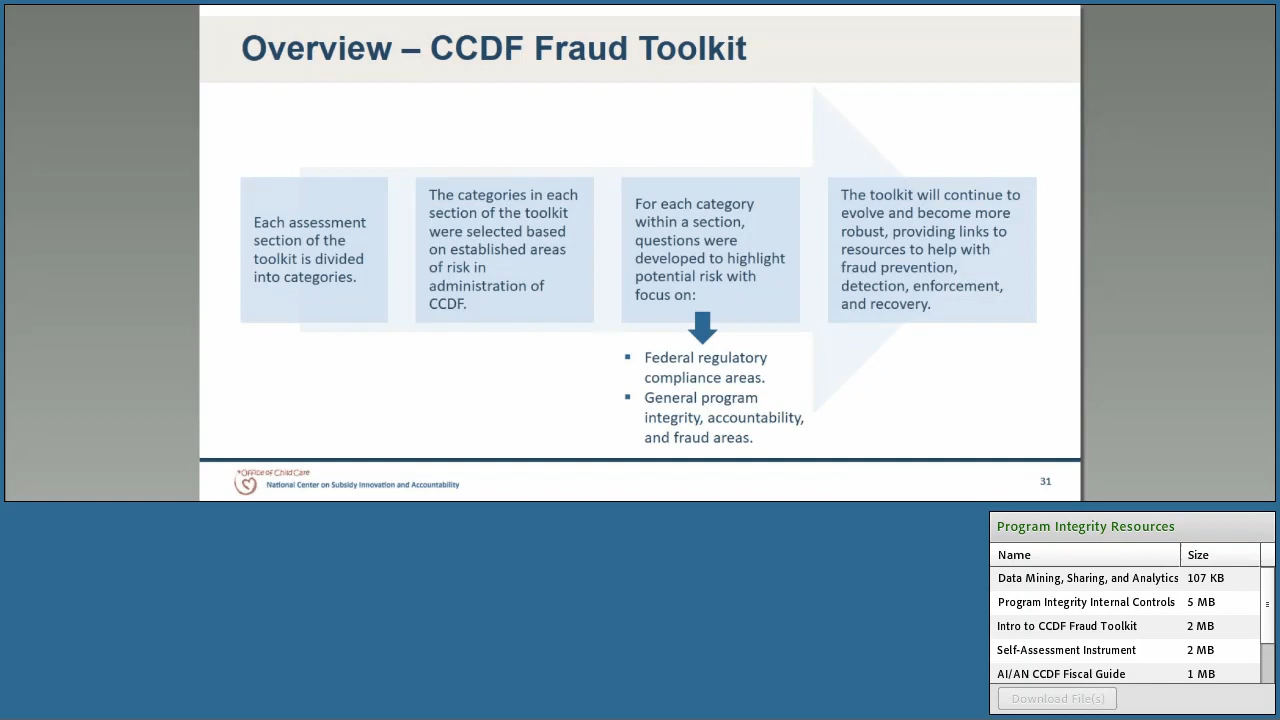 Overview – CCDF Fraud Toolkit
Each assessment
section of the
toolkit is divided
into categories.
The categories in each
section of the toolkit
were selected based
on established areas
of risk in
administration of
CCDF.
For each category
within a section,
questions were
developed to highlight
potential risk with
focus on:
▪ Federal regulatory
compliance areas.
▪ General program
integrity, accountability,
and fraud areas.
The toolkit will continue to
evolve and become more
robust, providing links to
resources to help with
fraud prevention,
detection, enforcement,
and recovery.
Office of Child Care
National Center on Subsidy Innovation and Accountability
31
Program Integrity Resources
Name Size
Data Mining, Sharing, and Analytics 107 KB
Program Integrity Internal Controls 5 MB
Intro to CCDF Fraud Toolkit 2 MB
Self-Assessment Instrument 2 MB
AI/AN CCDF Fiscal Guide 1 MB
Download File(s)